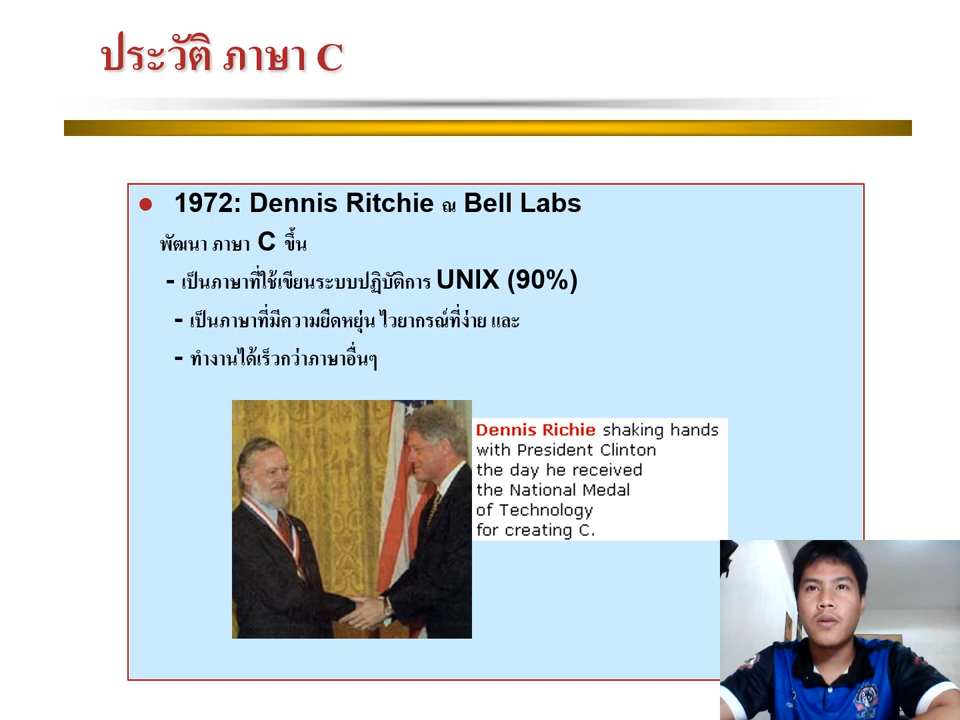 ประวัติ ภาษา C
1972: Dennis Ritchie ณ Bell Labs
พัฒนา ภาษา C ขึ้น
- เป็นภาษาที่ใช้เขียนระบบปฏิบัติการ UNIX (90%)
- เป็นภาษาที่มีความยืดหยุ่น ไวยากรณ์ที่ง่าย และ
- ทำงานได้เร็วกว่าภาษาอื่นๆ
Dennis Richie shaking hands
with President Clinton
the day he received
the National Medal
of Technology
for creating C.